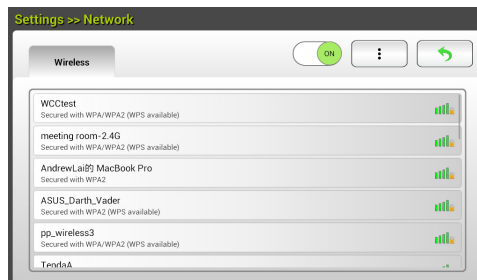 Settings >> Network
Wireless
ON
WCCtest
Secured with WPA/WPA2 (WPS available)
meeting room-2.4G
Secured with WPA/WPA2 (WPS available)
AndrewLai的 MacBook Pro
Secured with WPA2
ASUS_Darth_Vader
Secured with WPA2 (WPS available)
pp_wireless3
Secured with WPA/WPA2 (WPS available)
TendaA